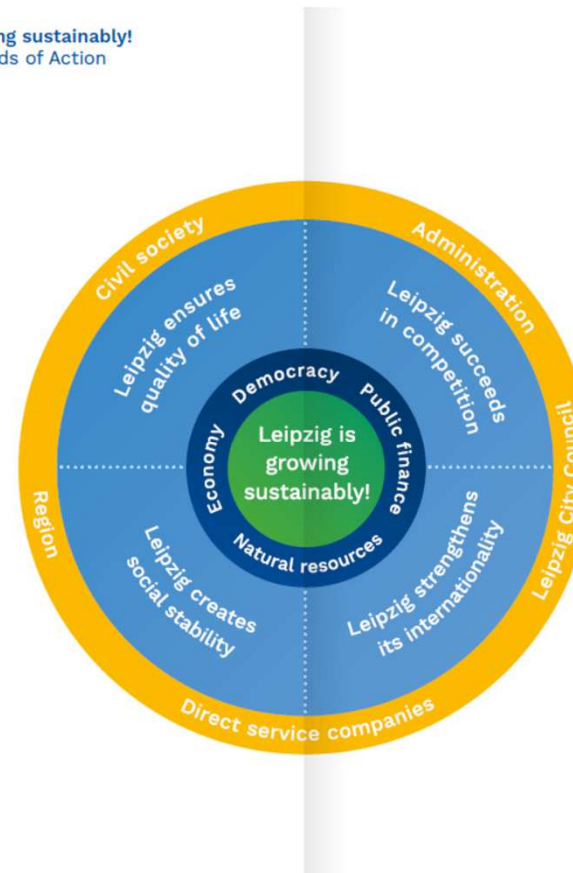 sustainably!
of Action
Civil society
Administration
Leipzig ensures
quality of life
Leipzig succeeds
in competition
Democracy
Public finance
Economy
Leipzig is
growing
sustainably!
Natural resources
Region
Leipzig City Council
Leipzig creates
social stability
Leipzig strengthens
its internationality
Direct service companies